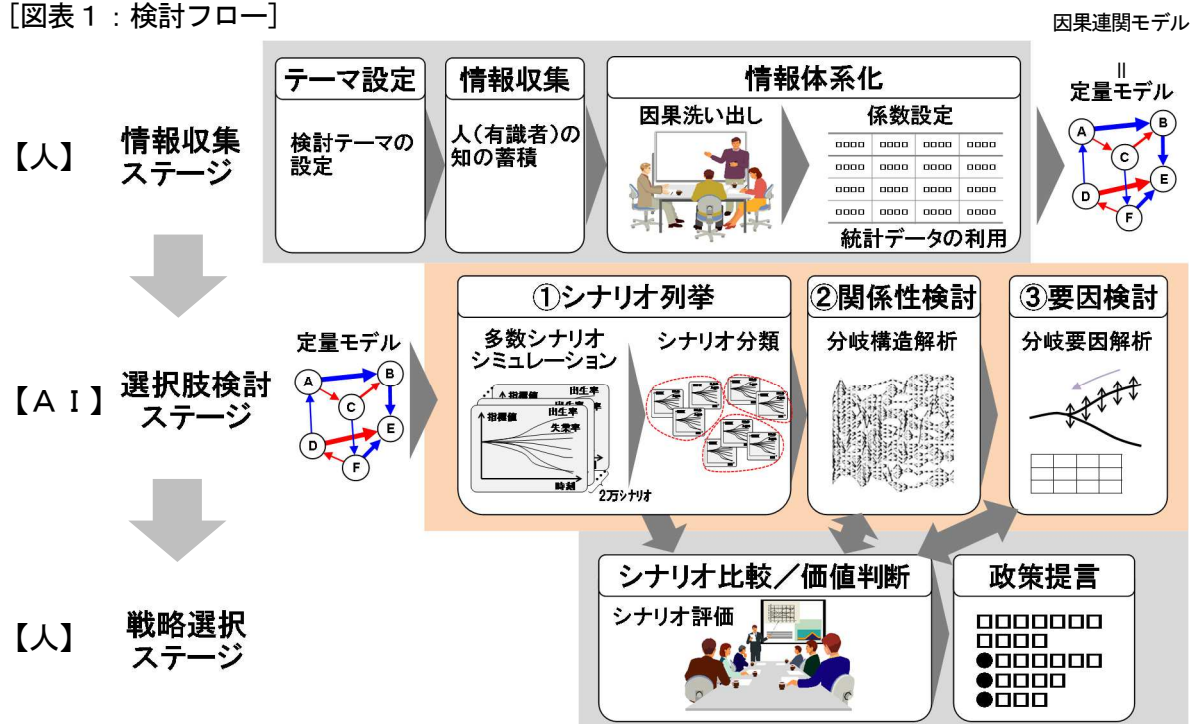 [図表1:検討フロー]
因果連関モデル
=
定量モデル
【人】
情報収集
ステージ
テーマ設定
検討テーマの
設定
情報収集
人(有識者)の
知の蓄積
情報体系化
因果洗い出し
係数設定
□□□□ □□□□ □□□□ □□□□
□□□□ □□□□ □□□□ □□□□
□□□□ □□□□ □□□□ □□□□
□□□□ □□□□ □□□□ □□□□
統計データの利用
A
B
C
D
E
F
【AI】
選択肢検討
ステージ
定量モデル
A
B
C
D
E
F
①シナリオ列挙
多数シナリオ
シミュレーション
指標値
出生率
出生率
失業率
時刻
2万シナリオ
シナリオ分類
②関係性検討
分岐構造解析
③要因検討
分岐要因解析
【人】
戦略選択
ステージ
シナリオ比較/価値判断
シナリオ評価
政策提言
□□□□□□□
□□□□
●□□□□□□
●□□□□
●□□□